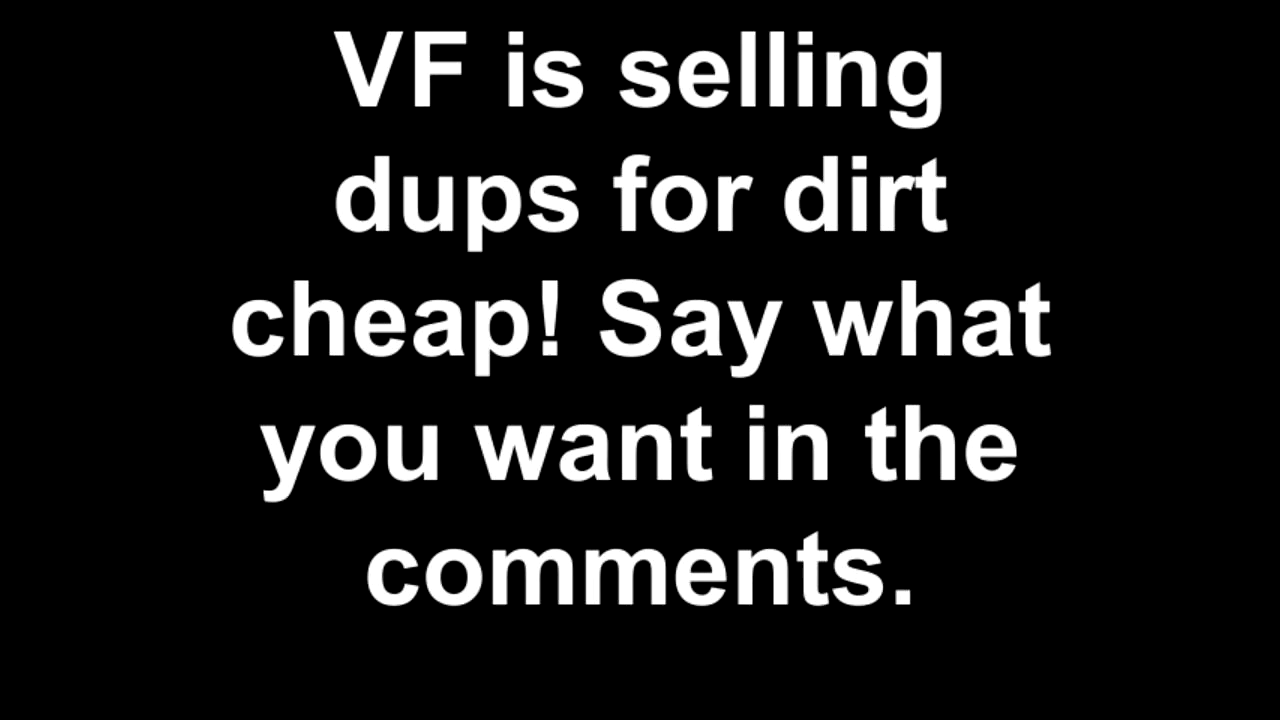 VF is selling
dups for dirt
cheap! Say what
you want in the
comments.